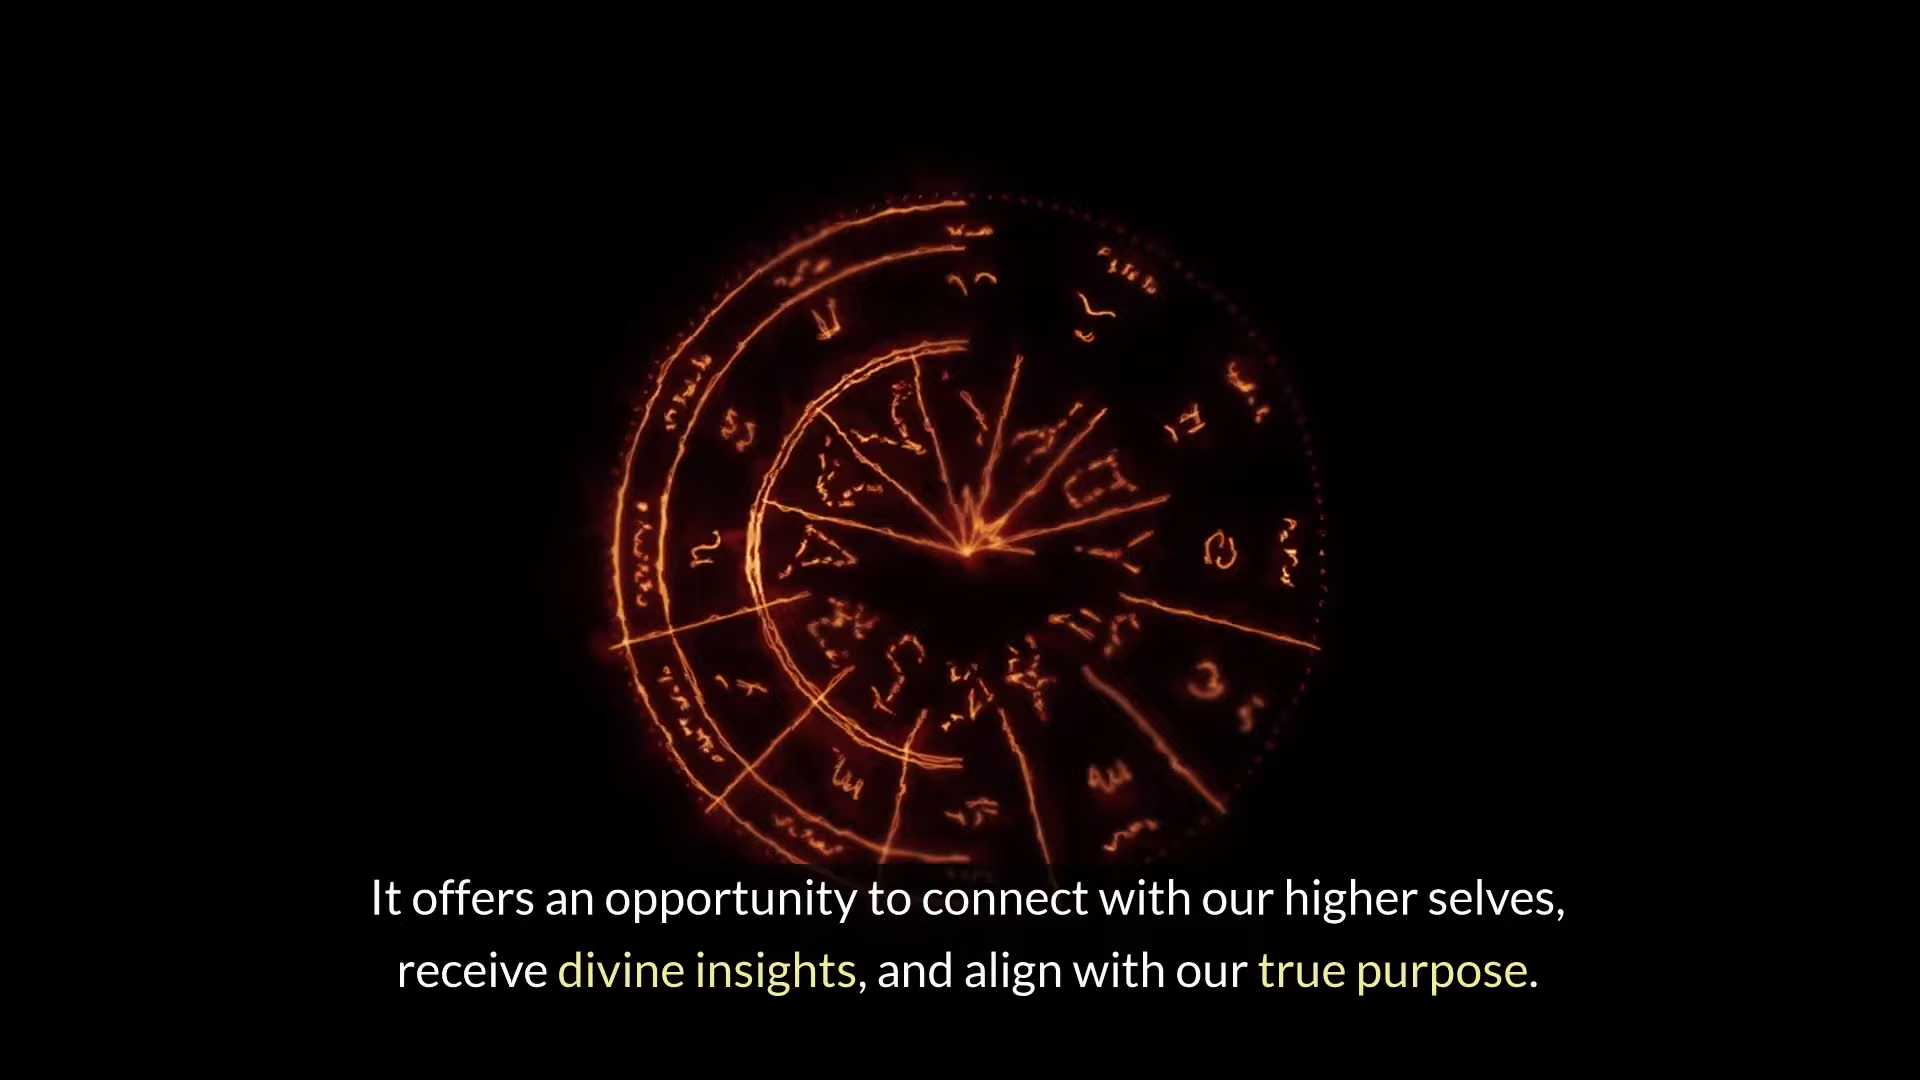 It offers an opportunity to connect with our higher selves,
receive divine insights, and align with our true purpose.